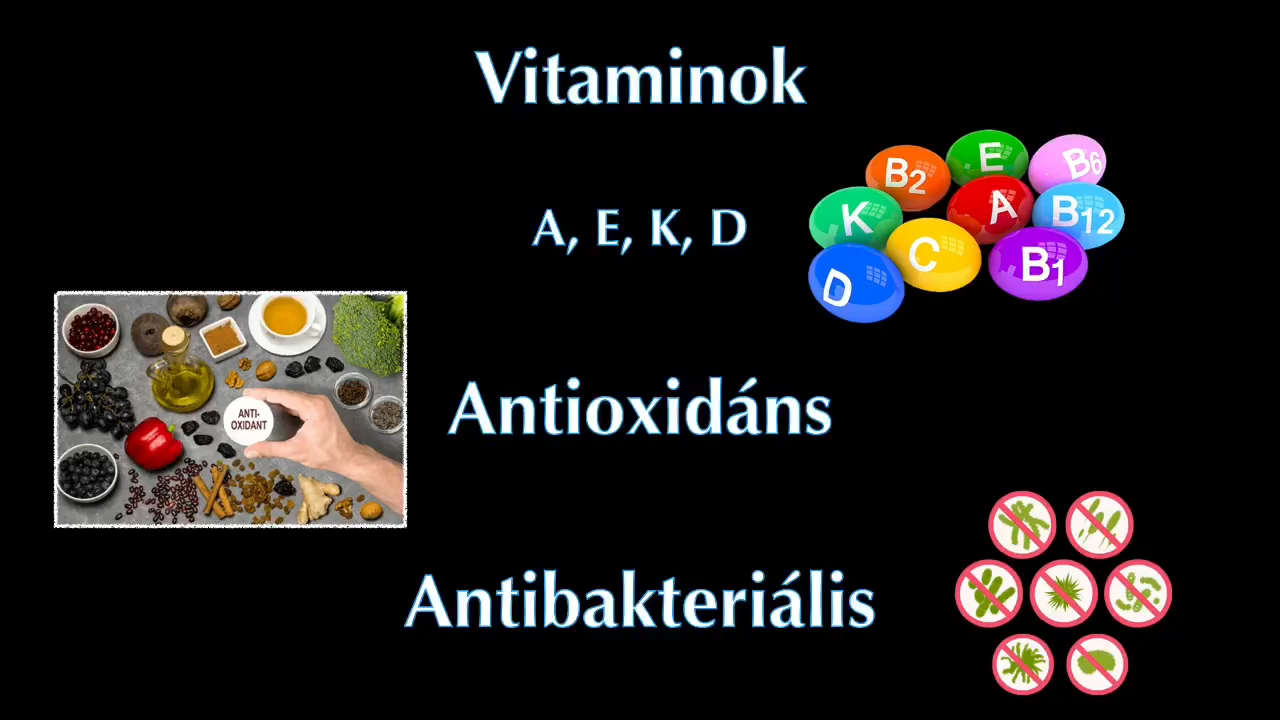 Vitaminok
B2 E B6
K A B12
C B1
D
A, E, K, D
ANTI-
OXIDANT
Antioxidáns
Antibakteriális